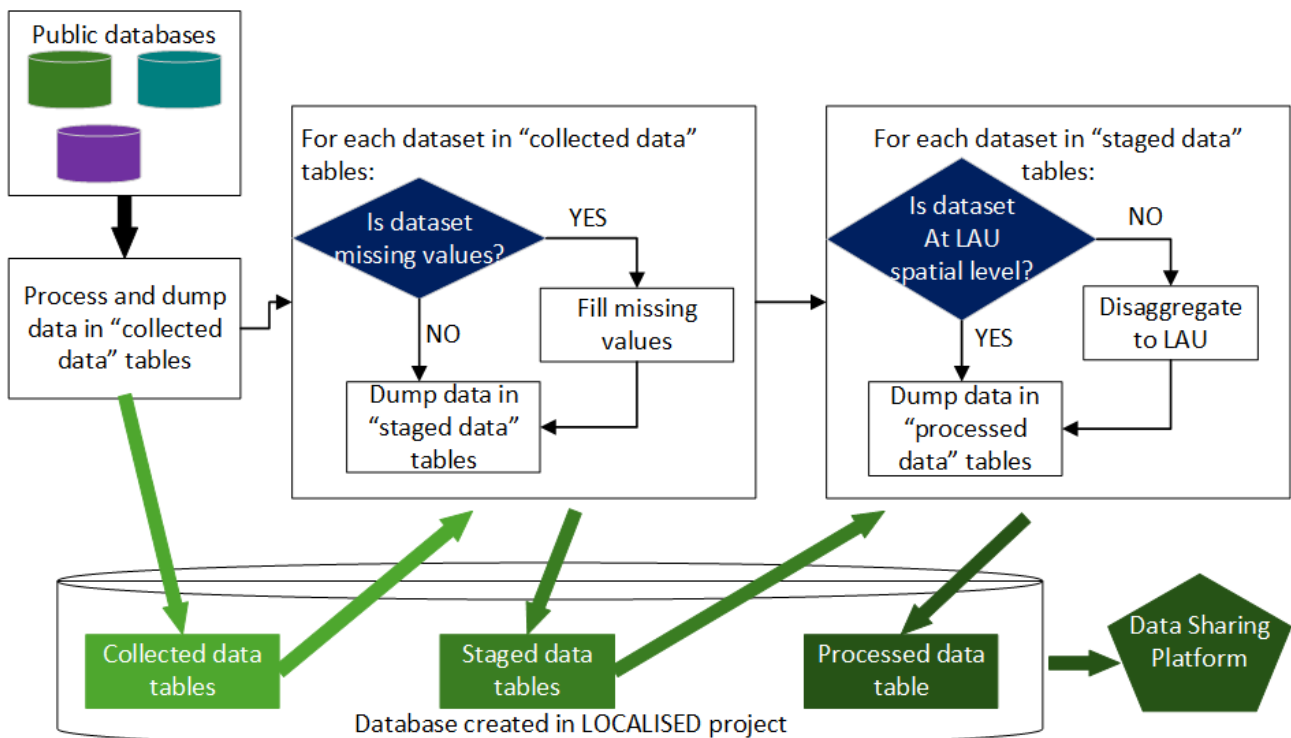 Public databases
Process and dump
data in “collected
data” tables
For each dataset in “collected data”
tables:
Is dataset
missing values?
YES
NO
Fill missing
values
Dump data in
“staged data”
tables
For each dataset in “staged data”
tables:
Is dataset
At LAU
spatial level?
NO
YES
Disaggregate
to LAU
Dump data in
“processed
data” tables
Collected data
tables
Staged data
tables
Processed data
table
Database created in LOCALISED project
Data Sharing
Platform